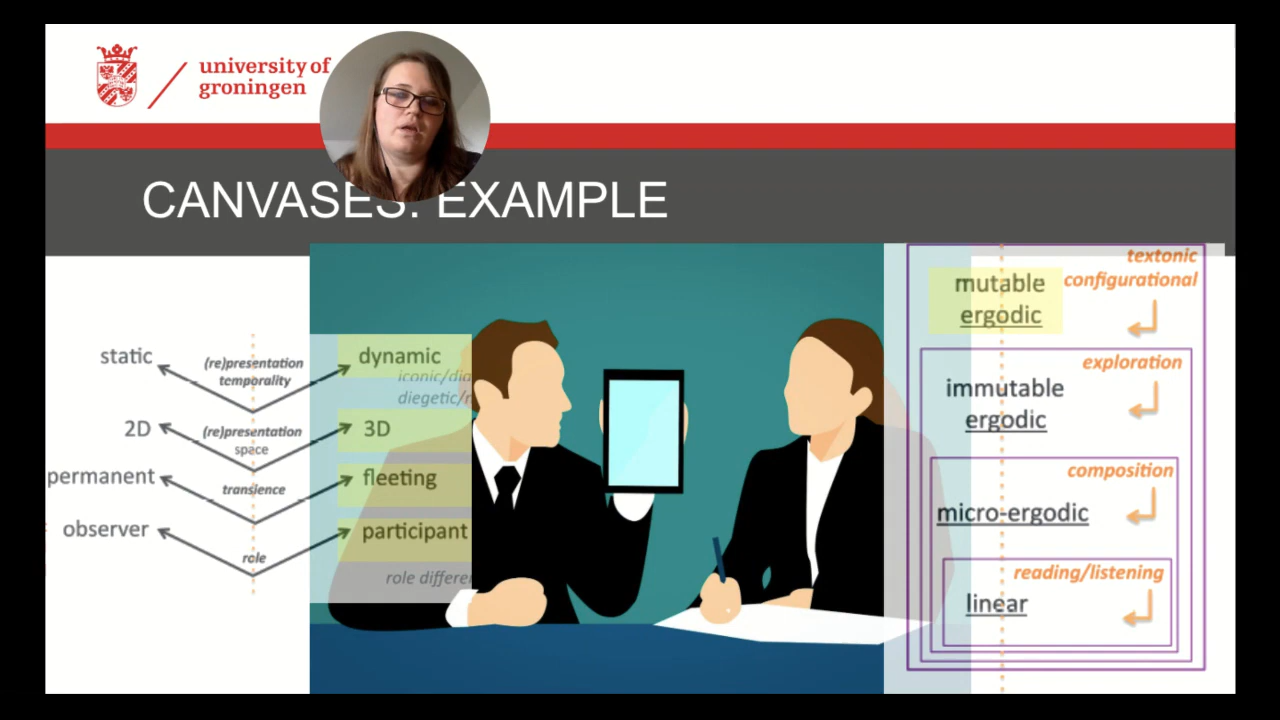 university of
groningen
CANVASES: EXAMPLE
static
(re)presentation
temporality
dynamic
iconic/dia
diegetic/n
2D
(re)presentation
space
3D
permanent
transience
fleeting
observer
role
participant
role differen
textonic
configurational
mutable
ergodic
exploration
immutable
ergodic
composition
micro-ergodic
reading/listening
linear